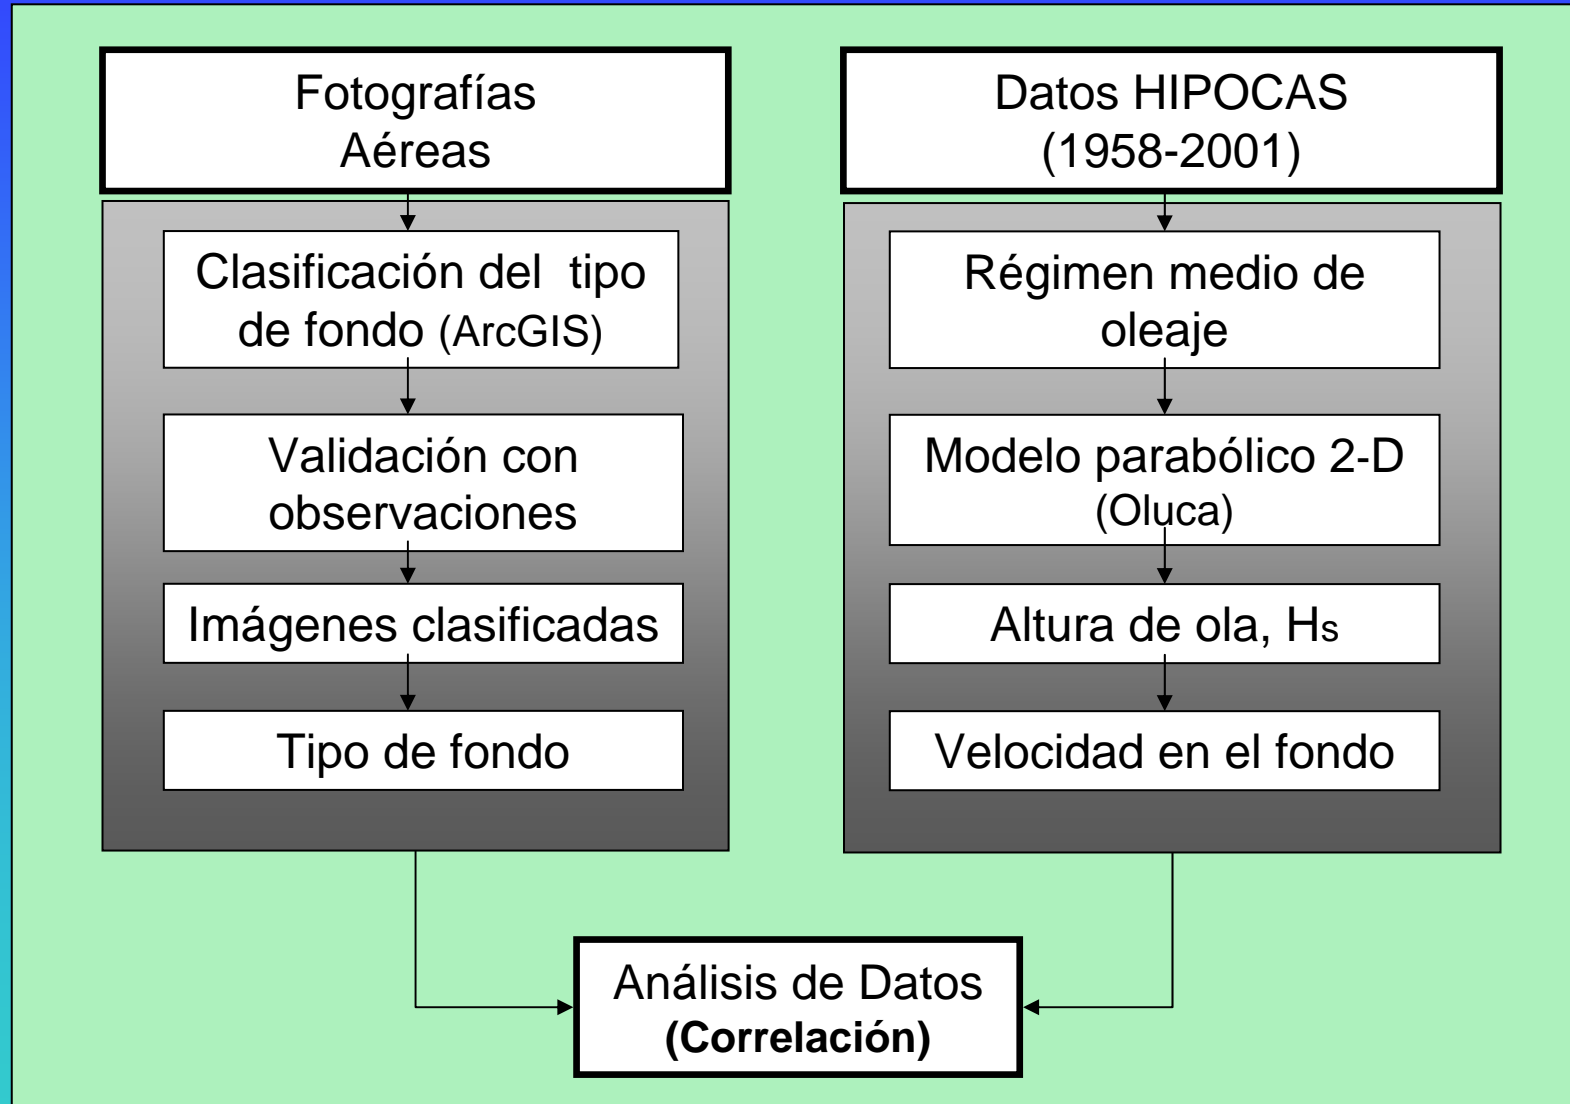 Fotografías
Aéreas
Clasificación del tipo
de fondo (ArcGIS)
Validación con
observaciones
Imágenes clasificadas
Tipo de fondo
Datos HIPOCAS
(1958-2001)
Régimen medio de
oleaje
Modelo parabólico 2-D
(Oluca)
Altura de ola, Hs
Velocidad en el fondo
Análisis de Datos
(Correlación)